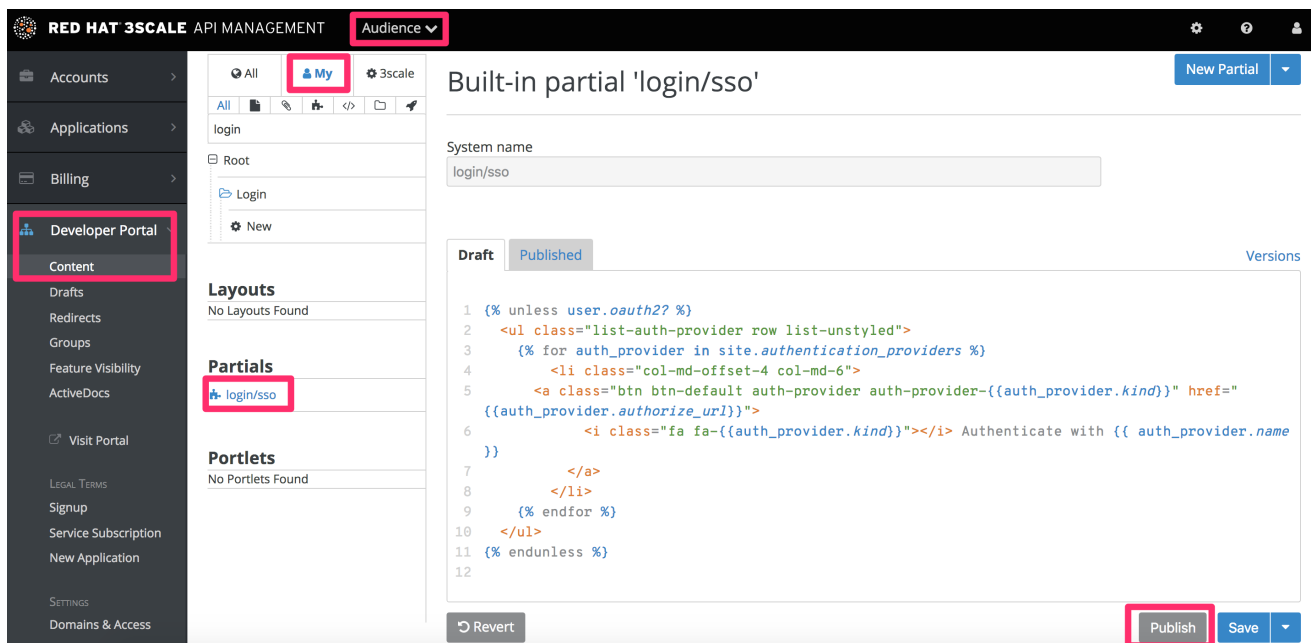 RED HAT 3SCALE API MANAGEMENT
Audience
Accounts
Applications
Billing
Developer Portal
Content
Drafts
Redirects
Groups
Feature Visibility
ActiveDocs
Visit Portal
LEGAL TERMS
Signup
Service Subscription
New Application
SETTINGS
Domains & Access
All
My
3scale
All
</>
login
Root
Login
New
Layouts
No Layouts Found
Partials
login/sso
Portlets
No Portlets Found
Built-in partial 'login/sso'
New Partial
System name
login/sso
Draft
Published
Versions
1 {% unless user.oauth2? %}
2 <ul class="list-auth-provider row list-unstyled">
3 {% for auth_provider in site.authentication_providers %}
4 <li class="col-md-offset-4 col-md-6">
5 <a class="btn btn-default auth-provider auth-provider-{{auth_provider.kind}}" href="
{{auth_provider.authorize_url}}">
6 <i class="fa fa-{{auth_provider.kind}}"></i> Authenticate with {{ auth_provider.name
}}
7 </a>
8 </li>
9 {% endfor %}
10 </ul>
11 {% endunless %}
12
Revert
Publish
Save